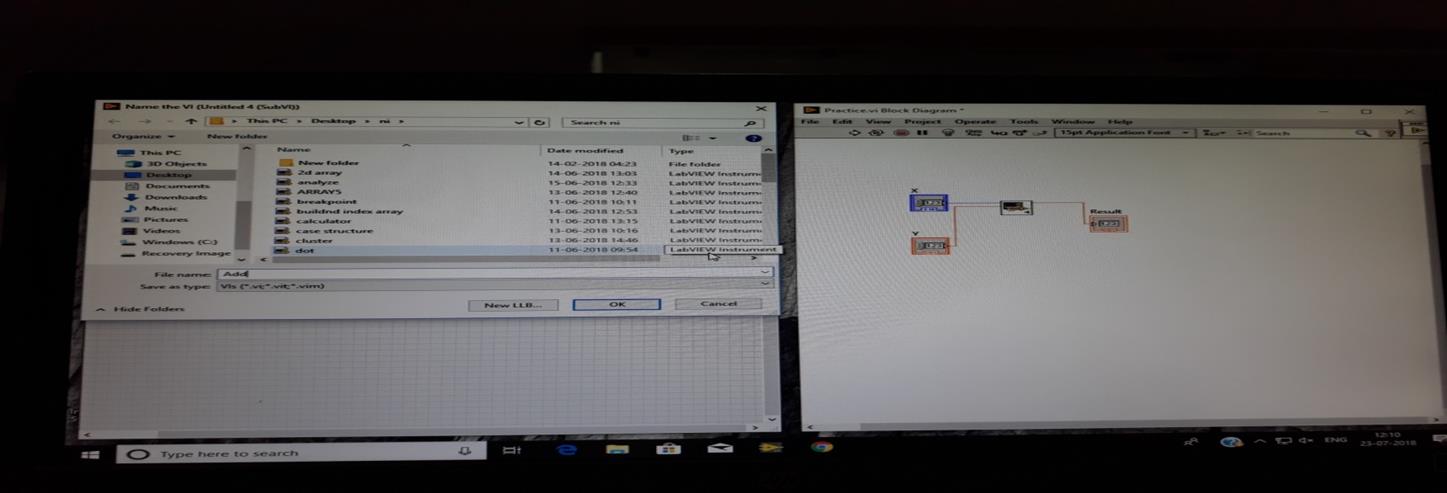 Name the VI (Untitled 4 (SubVI))
This PC > Desktop > ni >
Search ni
Organize
New folder
Name
Date modified
Type
This PC
3D Objects
Desktop
Documents
Downloads
Music
Pictures
Videos
Windows (C:)
Recovery Image
New folder 14-02-2018 04:23 File folder
2d array 14-06-2018 13:03 LabVIEW Instrum
analyze 15-06-2018 12:33 LabVIEW Instrum
ARRAYS 13-06-2018 12:40 LabVIEW Instrum
breakpoint 11-06-2018 10:11 LabVIEW Instrum
buildnd index array 14-06-2018 12:53 LabVIEW Instrum
calculator 11-06-2018 13:15 LabVIEW Instrum
case structure 13-06-2018 10:16 LabVIEW Instrum
cluster 13-06-2018 14:46 LabVIEW Instrum
dot 11-06-2018 09:54 LabVIEW Instrument
File name: Add
Save as type: VIs (*.vi;*.vit;*.vim)
Hide Folders
New LLB...
OK
Cancel
Practice.vi Block Diagram *
File Edit View Project Operate Tools Window Help
15pt Application Font
Search
X
1.23
Y
1.23
Result
1.23
Type here to search
ENG
12:10
23-07-2018